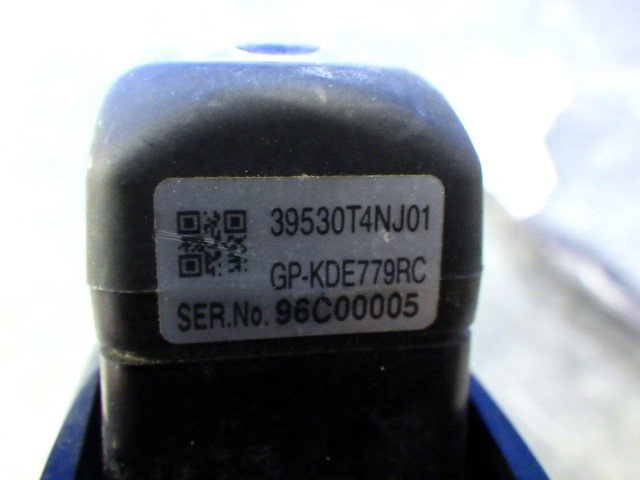 39530T4NJ01
GP-KDE779RC
SER.No. 96C00005